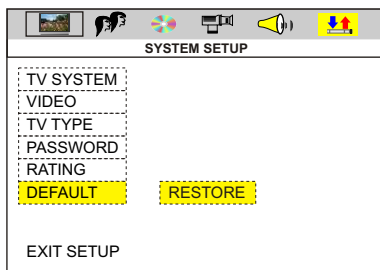 SYSTEM SETUP
TV SYSTEM
VIDEO
TV TYPE
PASSWORD
RATING
DEFAULT RESTORE
EXIT SETUP